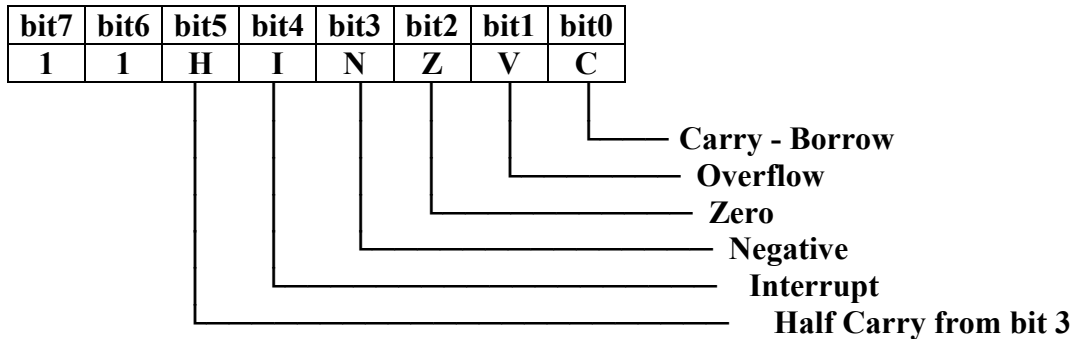 bit7 bit6 bit5 bit4 bit3 bit2 bit1 bit0
1 1 H I N Z V C
Carry - Borrow
Overflow
Zero
Negative
Interrupt
Half Carry from bit 3